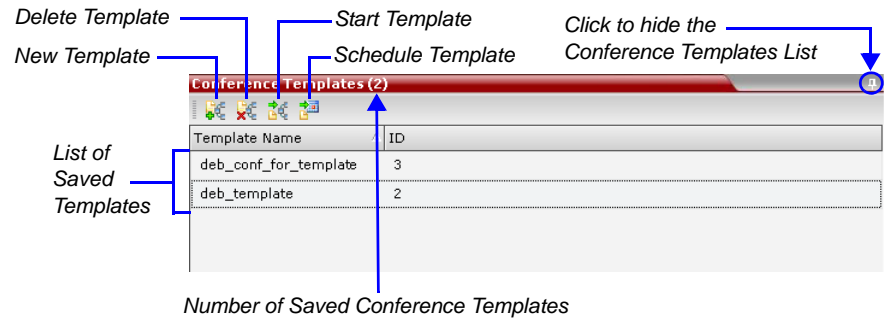 Delete Template
Start Template
Click to hide the
Conference Templates List
New Template
Schedule Template
Conference Templates (2)
Template Name
ID
deb_conf_for_template
3
deb_template
2
List of
Saved
Templates
Number of Saved Conference Templates